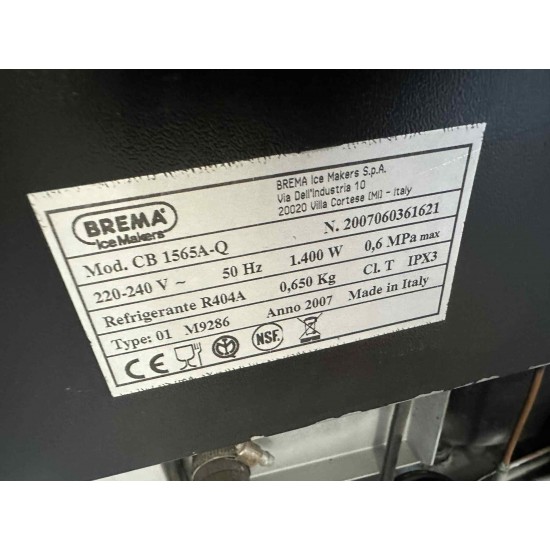 BREMA
Ice Makers
BREMA Ice Makers S.p.A.
Via Dell'Industria 10
20020 Villa Cortese (MI) - Italy
Mod. CB 1565A-Q
N. 2007060361621
220-240 V ~ 50 Hz 1.400 W 0,6 MPa max
Refrigerante R404A 0,650 Kg Cl. T IPX3
Type: 01 M9286 Anno 2007 Made in Italy
CE NSF.